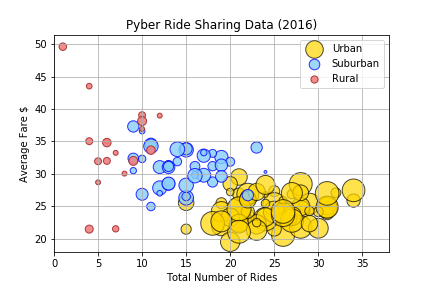 Pyber Ride Sharing Data (2016)
Urban
Suburban
Rural
Average Fare $
50
45
40
35
30
25
20
0
5
10
15
20
25
30
35
Total Number of Rides